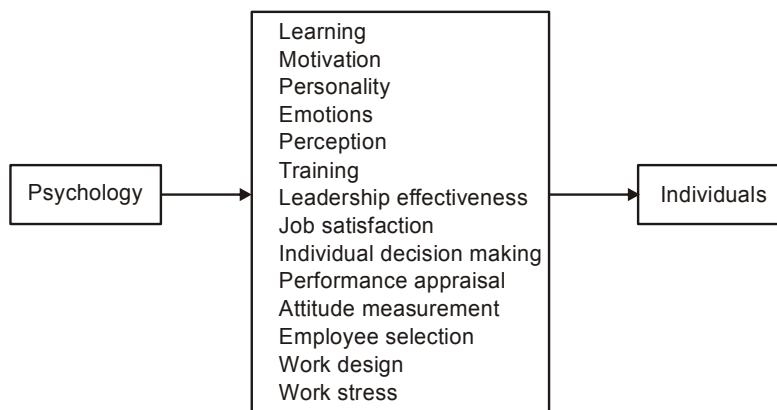 Psychology
Learning
Motivation
Personality
Emotions
Perception
Training
Leadership effectiveness
Job satisfaction
Individual decision making
Performance appraisal
Attitude measurement
Employee selection
Work design
Work stress
Individuals